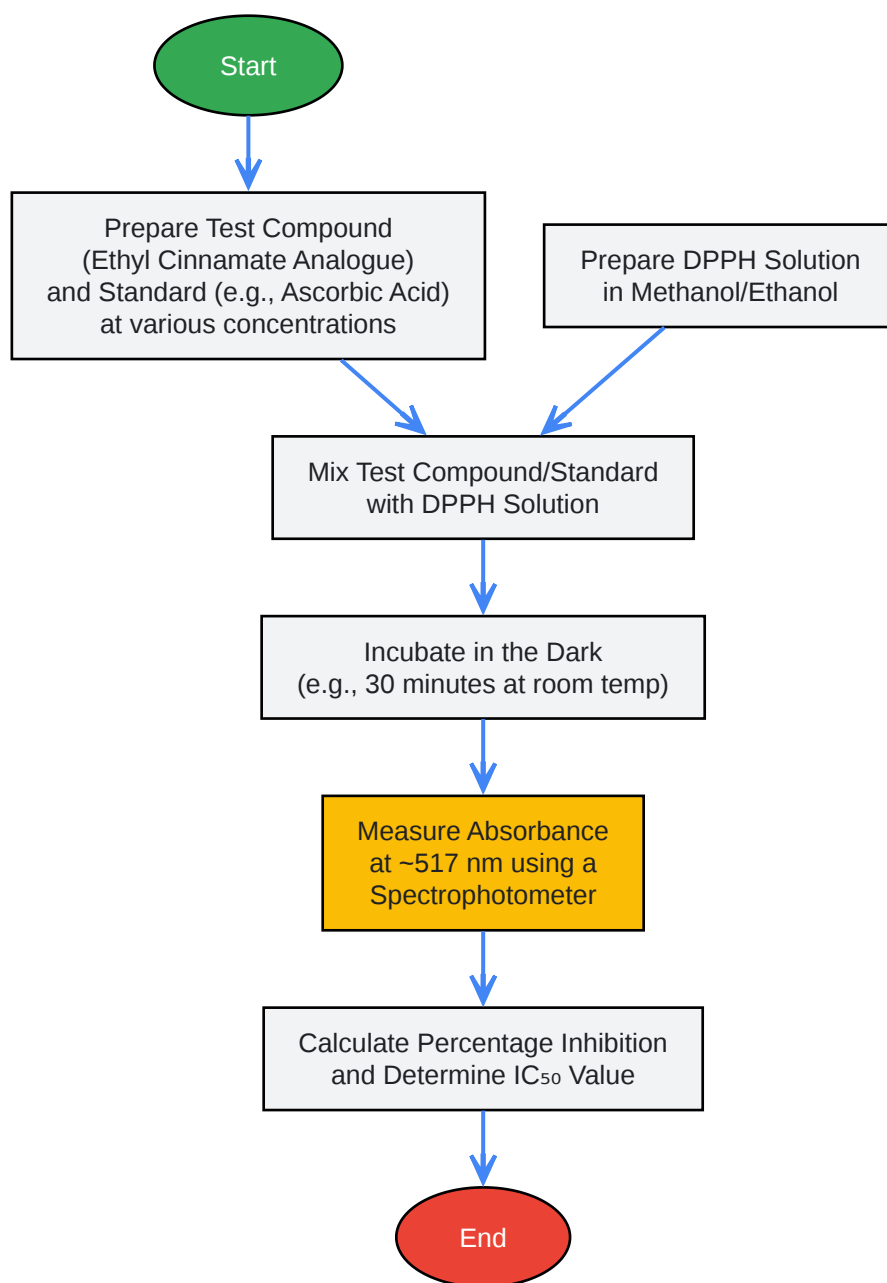 Start
Prepare Test Compound
(Ethyl Cinnamate Analogue)
and Standard (e.g., Ascorbic Acid)
at various concentrations
Prepare DPPH Solution
in Methanol/Ethanol
Mix Test Compound/Standard
with DPPH Solution
Incubate in the Dark
(e.g., 30 minutes at room temp)
Measure Absorbance
at ~517 nm using a
Spectrophotometer
Calculate Percentage Inhibition
and Determine IC₅₀ Value
End